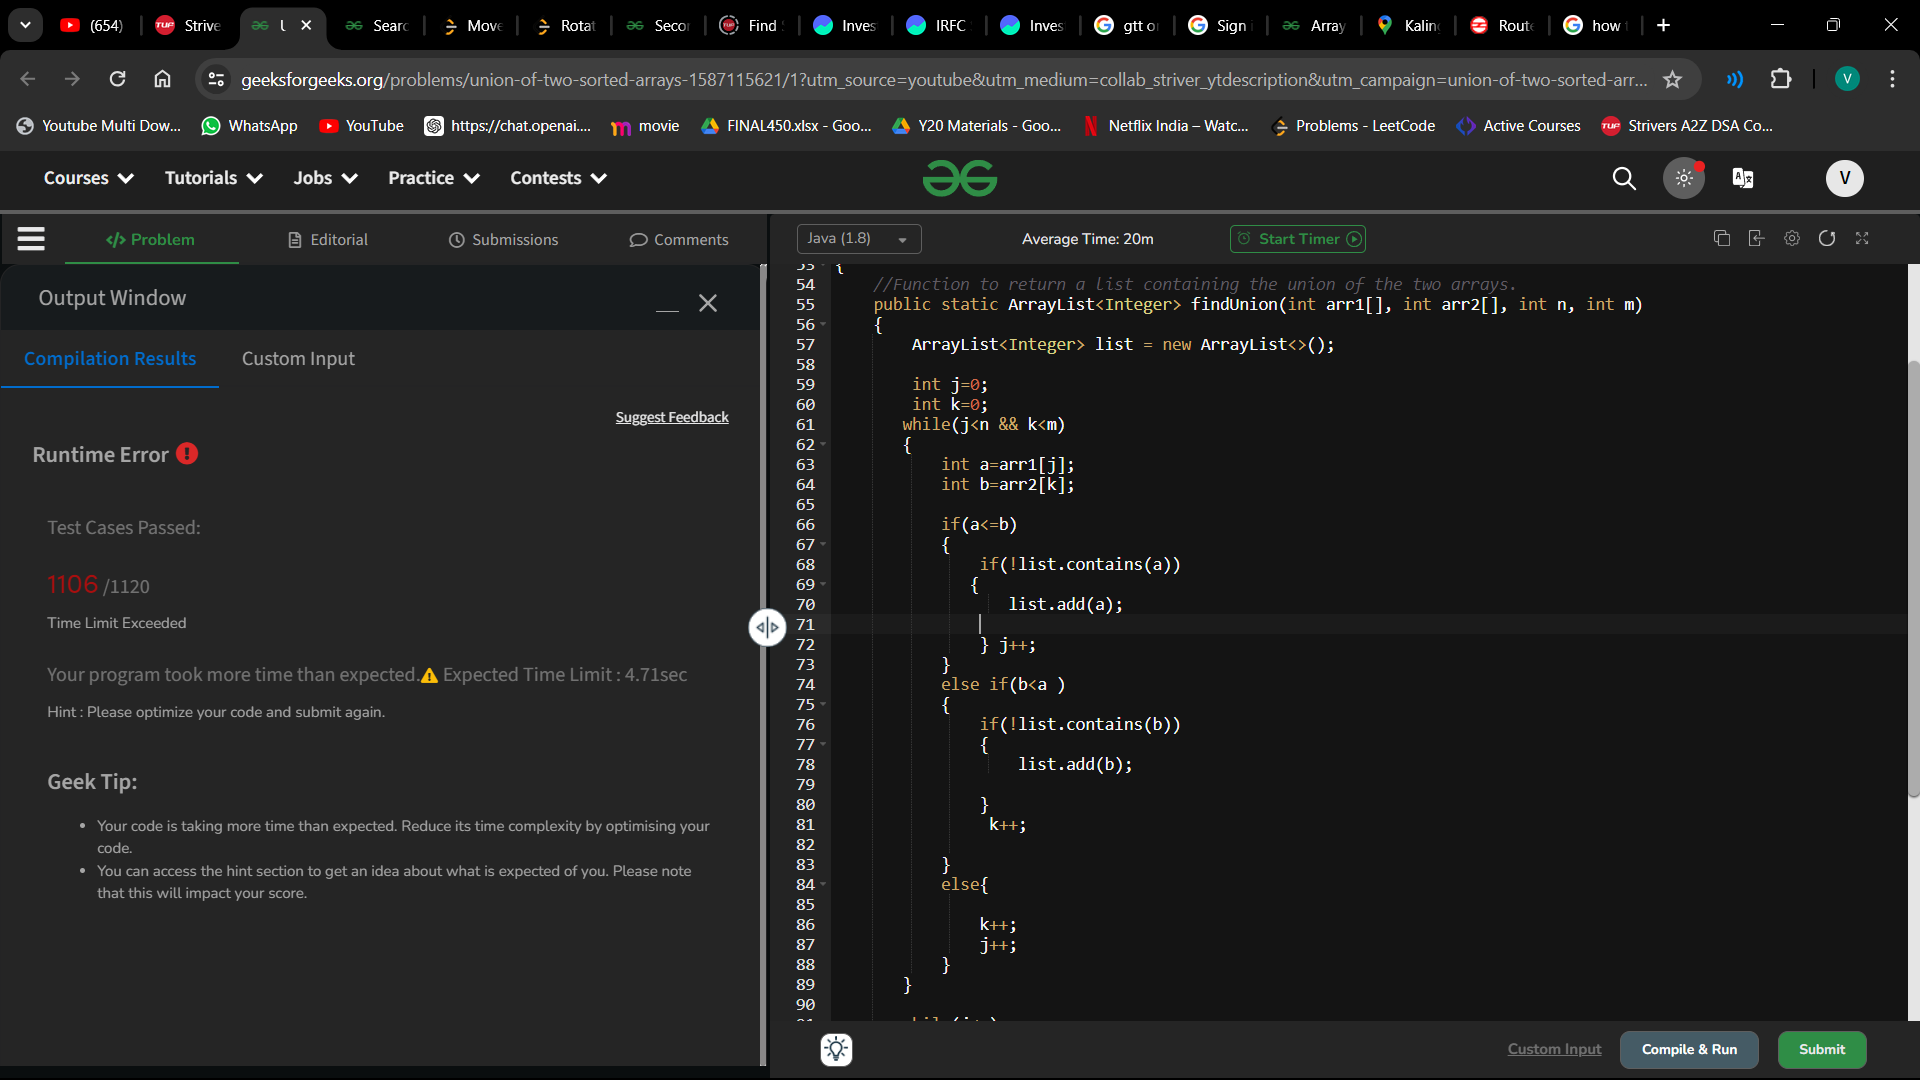 (654)
Strive
Searc
Move
Rotat
Secor
Find
Inves
IRFC
Inves
gtt o
Sign
Array
Kalin
Route
how
geeksforgeeks.org/problems/union-of-two-sorted-arrays-1587115621/1?utm_source=youtube&utm_medium=collab_striver_ytdescription&utm_campaign=union-of-two-sorted-arr...
V
Youtube Multi Dow...
WhatsApp
YouTube
https://chat.openai....
movie
FINAL450.xlsx - Goo...
Y20 Materials - Goo...
Netflix India – Watc...
Problems - LeetCode
Active Courses
Strivers A2Z DSA Co...
Courses
Tutorials
Jobs
Practice
Contests
V
</> Problem
Editorial
Submissions
Comments
Java (1.8)
Average Time: 20m
Start Timer
Output Window
Compilation Results
Custom Input
Suggest Feedback
Runtime Error
Test Cases Passed:
1106 /1120
Time Limit Exceeded
Your program took more time than expected. Expected Time Limit : 4.71sec
Hint : Please optimize your code and submit again.
Geek Tip:
• Your code is taking more time than expected. Reduce its time complexity by optimising your
code.
• You can access the hint section to get an idea about what is expected of you. Please note
that this will impact your score.
53 {
54 //Function to return a list containing the union of the two arrays.
55 public static ArrayList<Integer> findUnion(int arr1[], int arr2[], int n, int m)
56 {
57 ArrayList<Integer> list = new ArrayList<>();
58
59 int j=0;
60 int k=0;
61 while(j<n && k<m)
62 {
63 int a=arr1[j];
64 int b=arr2[k];
65
66 if(a<=b)
67 {
68 if(!list.contains(a))
69 {
70 list.add(a);
71
72 } j++;
73 }
74 else if(b<a )
75 {
76 if(!list.contains(b))
77 {
78 list.add(b);
79
80 }
81 k++;
82
83 }
84 else{
85
86 k++;
87 j++;
88 }
89 }
90
Custom Input
Compile & Run
Submit